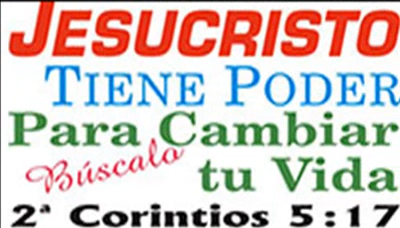 JESUCRISTO
TIENE PODER
Para Cambiar
Búscalo tu Vida
2ª Corintios 5:17